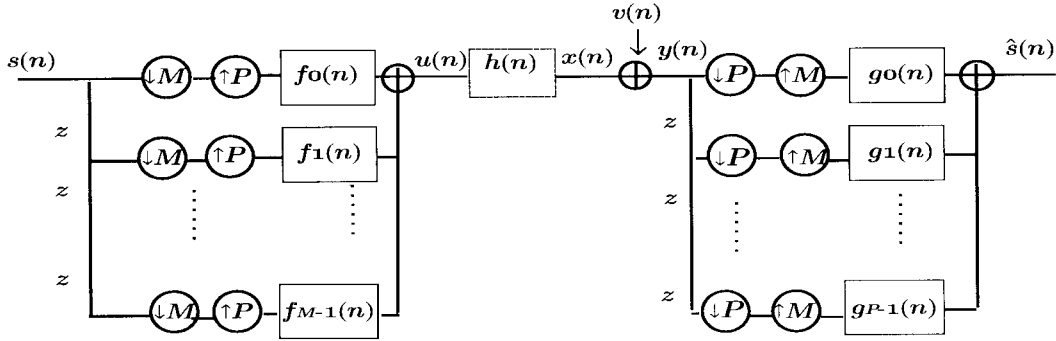 v(n)
s(n) ↓M ↑P f0(n) u(n) h(n) x(n) y(n) ↓P ↑M g0(n) ŝ(n)
z z
↓M ↑P f1(n) ↓P ↑M g1(n)
z z
z z
↓M ↑P fM-1(n) ↓P ↑M gP-1(n)